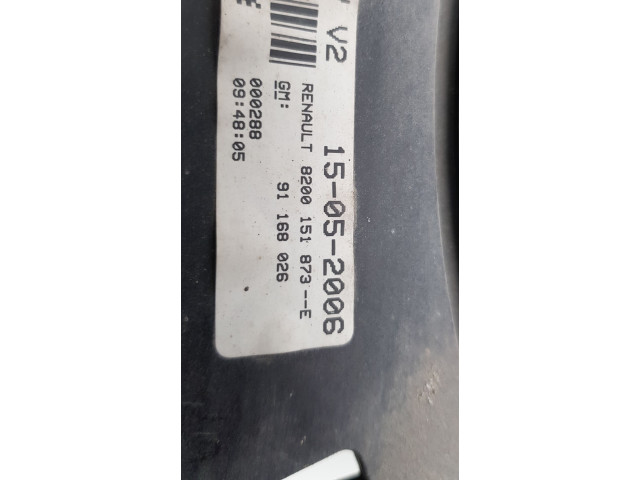 V2
15-05-2006
RENAULT 8200 151 873--E
GM: 91 168 026
000288
09:48:05